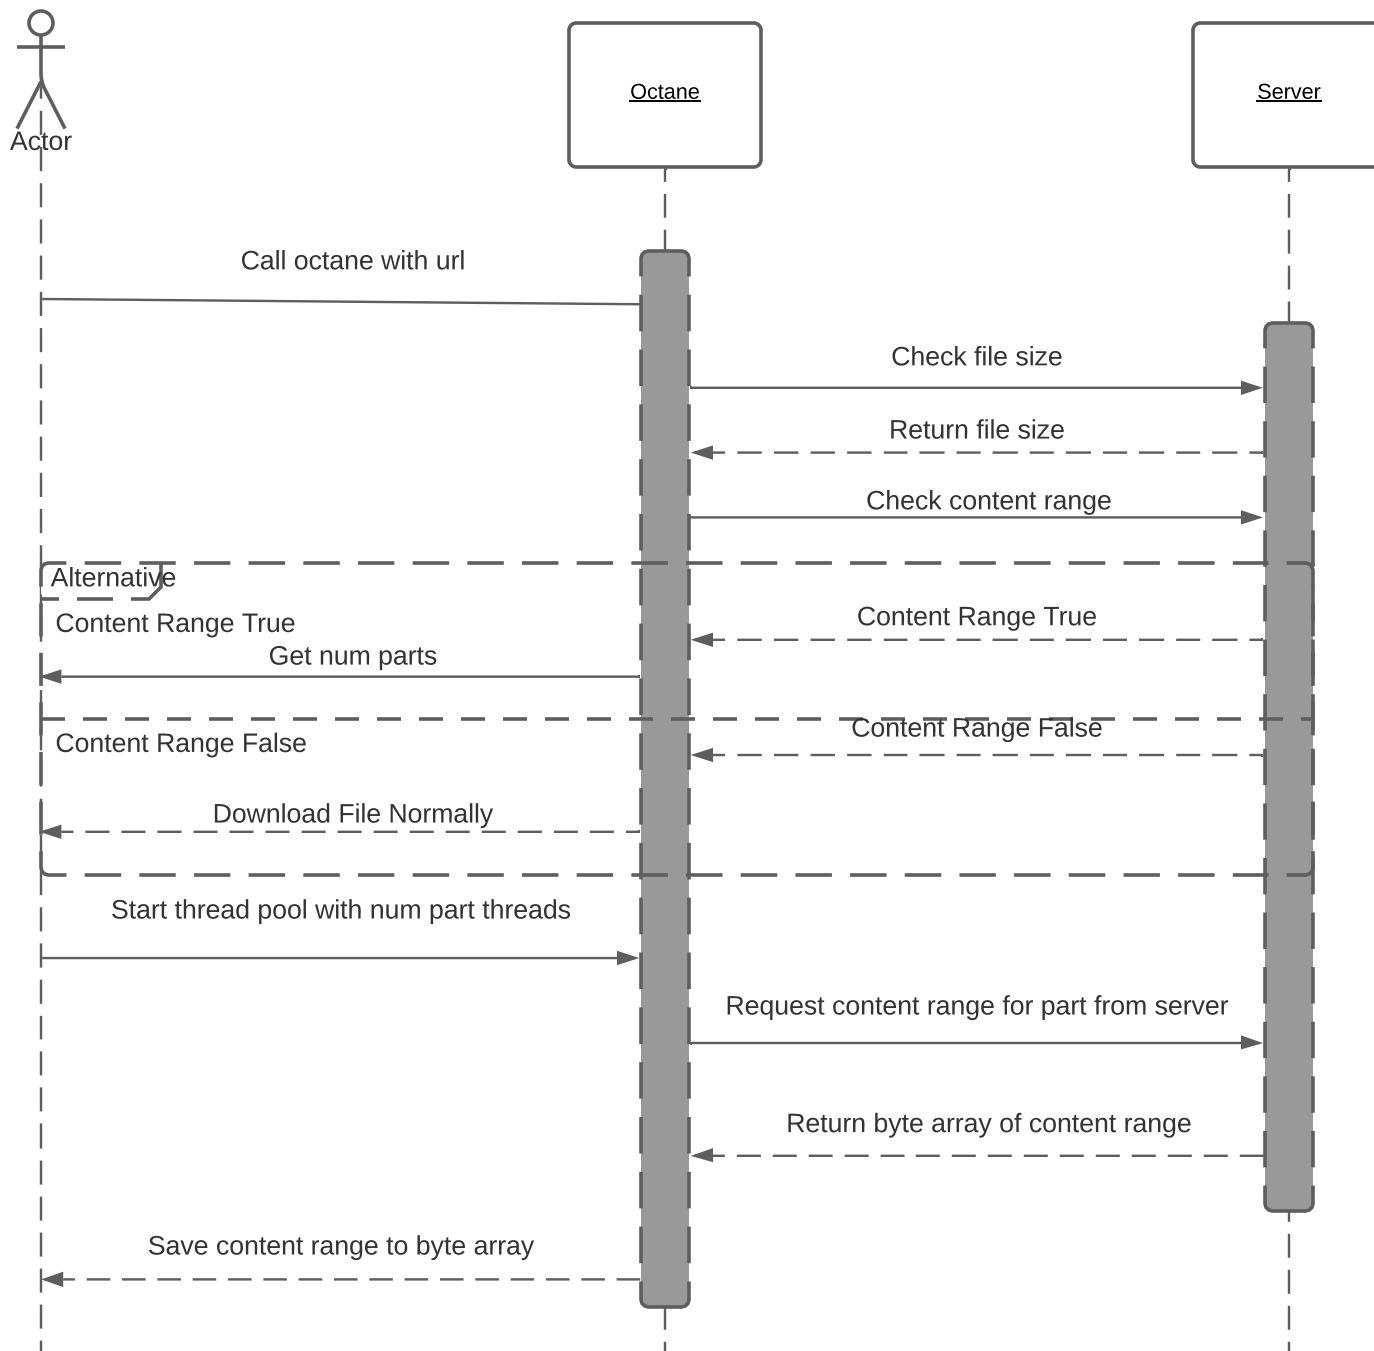 Actor
Octane
Server
Call octane with url
Check file size
Return file size
Check content range
Alternative
Content Range True
Content Range True
Get num parts
Content Range False
Content Range False
Download File Normally
Start thread pool with num part threads
Request content range for part from server
Return byte array of content range
Save content range to byte array